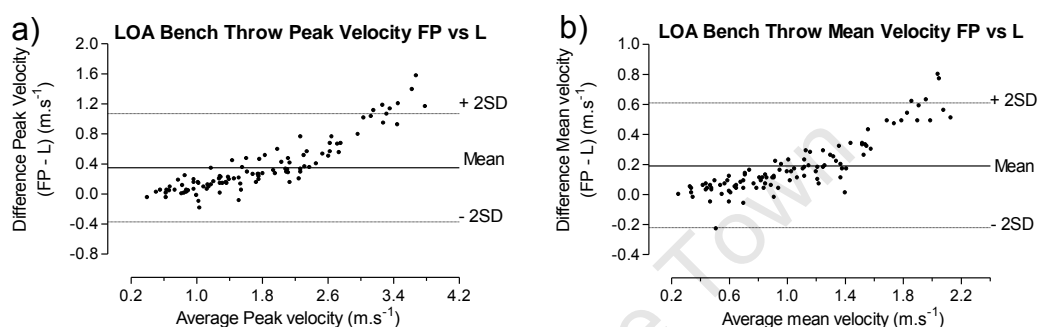 a)
LOA Bench Throw Peak Velocity FP vs L
Difference Peak Velocity
(FP - L) (m.s⁻¹)
2.0
1.6
1.2
0.8
0.4
0.0
-0.4
-0.8
+ 2SD
Mean
- 2SD
0.2 1.0 1.8 2.6 3.4 4.2
Average Peak velocity (m.s⁻¹)
b)
LOA Bench Throw Mean Velocity FP vs L
Difference Mean velocity
(FP - L) (m.s⁻¹)
1.0
0.8
0.6
0.4
0.2
0.0
-0.2
-0.4
+ 2SD
Mean
- 2SD
0.2 0.6 1.0 1.4 1.8 2.2
Average mean velocity (m.s⁻¹)
Town